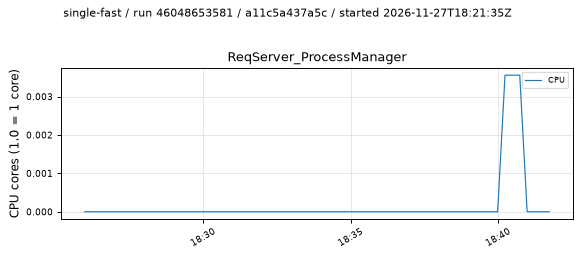 single-fast / run 46048653581 / a11c5a437a5c / started 2026-11-27T18:21:35Z
ReqServer_ProcessManager
CPU
CPU cores (1.0 = 1 core)
0.003
0.002
0.001
0.000
18:30
18:35
18:40